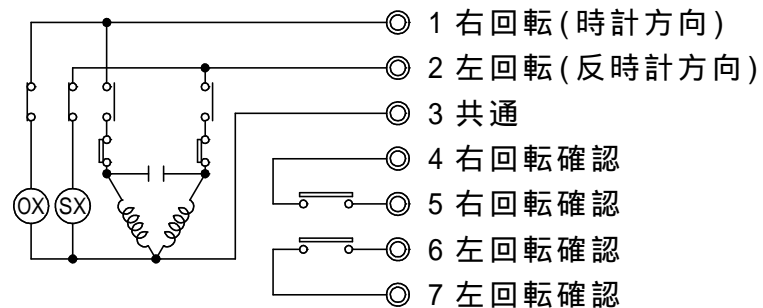 1 右回転(時計方向)
2 左回転(反時計方向)
3 共通
4 右回転確認
5 右回転確認
6 左回転確認
7 左回転確認
OX SX